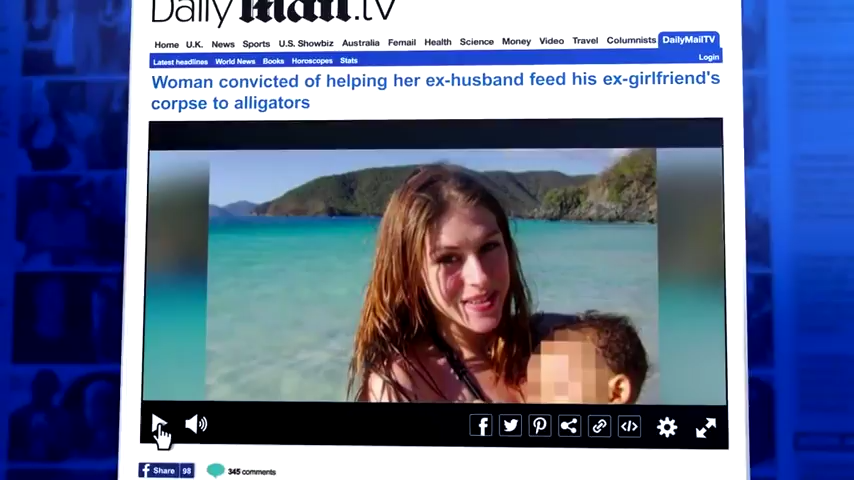 Daily Mail.TV
Home U.K. News Sports U.S. Showbiz Australia Femail Health Science Money Video Travel Columnists DailyMailTV
Latest headlines World News Books Horoscopes Stats Login
Woman convicted of helping her ex-husband feed his ex-girlfriend's
corpse to alligators
f Share 98 345 comments